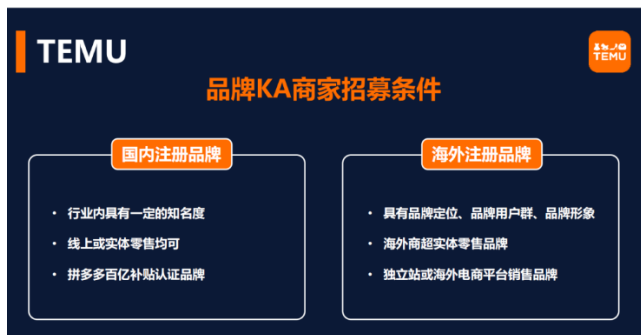 TEMU
TEMU
品牌KA商家招募条件
国内注册品牌
• 行业内具有一定的知名度
• 线上或实体零售均可
• 拼多多百亿补贴认证品牌
海外注册品牌
• 具有品牌定位、品牌用户群、品牌形象
• 海外商超实体零售品牌
• 独立站或海外电商平台销售品牌